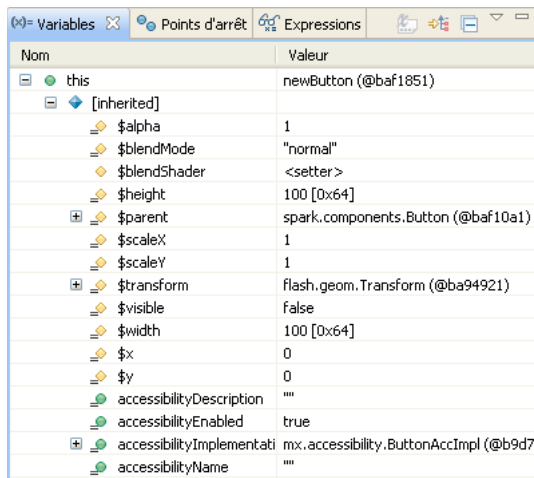 (x)= Variables Points d'arrêt Expressions
Nom Valeur
this newButton (@baf1851)
[inherited]
$alpha 1
$blendMode "normal"
$blendShader <setter>
$height 100 [0x64]
$parent spark.components.Button (@baf10a1)
$scaleX 1
$scaleY 1
$transform flash.geom.Transform (@ba94921)
$visible false
$width 100 [0x64]
$x 0
$y 0
accessibilityDescription ""
accessibilityEnabled true
accessibilityImplementati mx.accessibility.ButtonAccImpl (@b9d7
accessibilityName ""